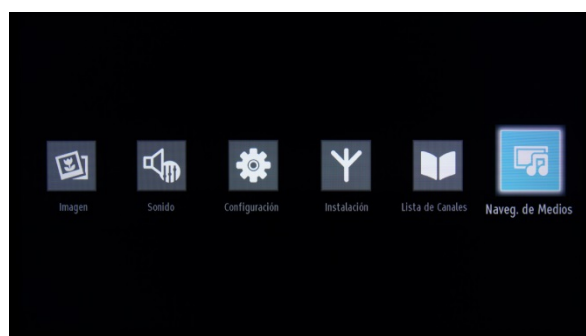 Imagen
Sonido
Configuración
Instalación
Lista de Canales
Naveg. de Medios